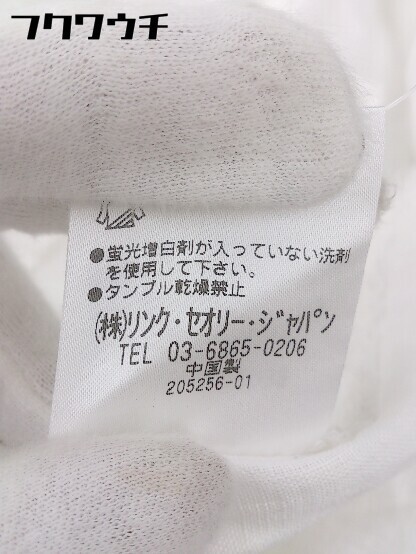 フクワウチ
●蛍光増白剤が入っていない洗剤
を使用して下さい。
●タンブル乾燥禁止
(株)リンク・セオリー・ジャパン
TEL 03-6865-0206
中国製
205256-01